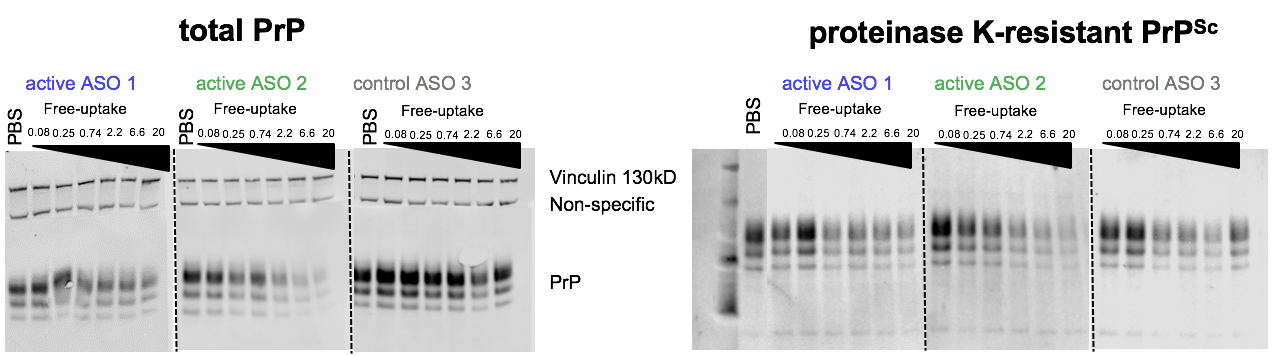 total PrP
active ASO 1
active ASO 2
control ASO 3
Free-uptake
Free-uptake
Free-uptake
PBS
0.08 0.25 0.74 2.2 6.6 20
PBS
0.08 0.25 0.74 2.2 6.6 20
PBS
0.08 0.25 0.74 2.2 6.6 20
Vinculin 130kD
Non-specific
PrP
proteinase K-resistant PrPSc
active ASO 1
active ASO 2
control ASO 3
Free-uptake
Free-uptake
Free-uptake
PBS
0.08 0.25 0.74 2.2 6.6 20
0.08 0.25 0.74 2.2 6.6 20
0.08 0.25 0.74 2.2 6.6 20